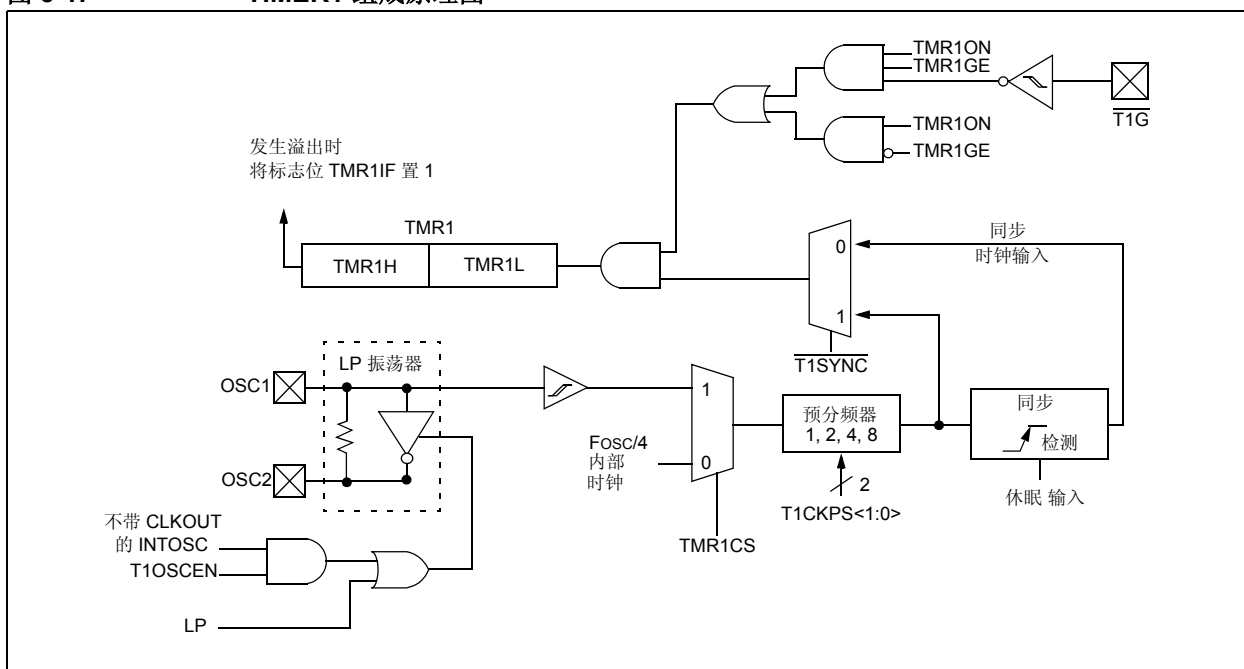 TMR1ON
TMR1GE
T1G
TMR1ON
TMR1GE
发生溢出时
将标志位 TMR1IF 置 1
TMR1
TMR1H
TMR1L
0
1
同步
时钟输入
T1SYNC
LP 振荡器
OSC1
OSC2
1
0
FOSC/4
内部
时钟
TMR1CS
预分频器
1, 2, 4, 8
2
T1CKPS<1:0>
同步
检测
休眠 输入
不带 CLKOUT
的 INTOSC
T1OSCEN
LP